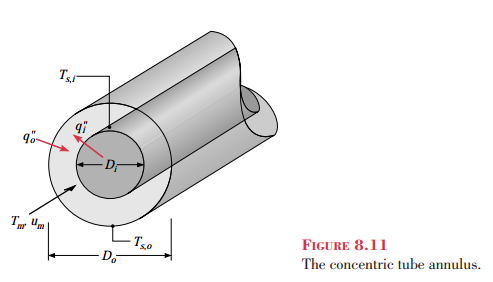 T_{s,i}
q''_o
q''_i
D_i
T_m, u_m
T_{s,o}
D_o
FIGURE 8.11
The concentric tube annulus.